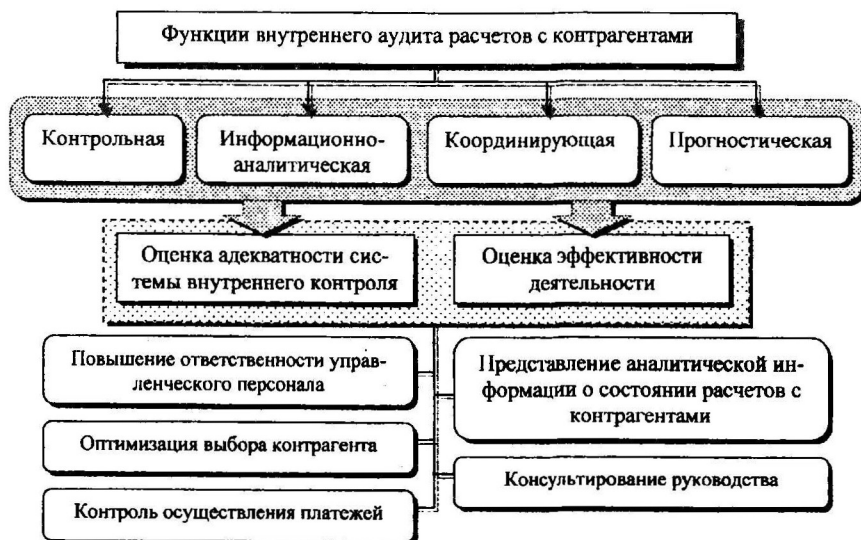 Функции внутреннего аудита расчетов с контрагентами
Контрольная
Информационно-
аналитическая
Координирующая
Прогностическая
Оценка адекватности сис-
темы внутреннего контроля
Оценка эффективности
деятельности
Повышение ответственности управ-
ленческого персонала
Оптимизация выбора контрагента
Контроль осуществления платежей
Представление аналитической ин-
формации о состоянии расчетов с
контрагентами
Консультирование руководства